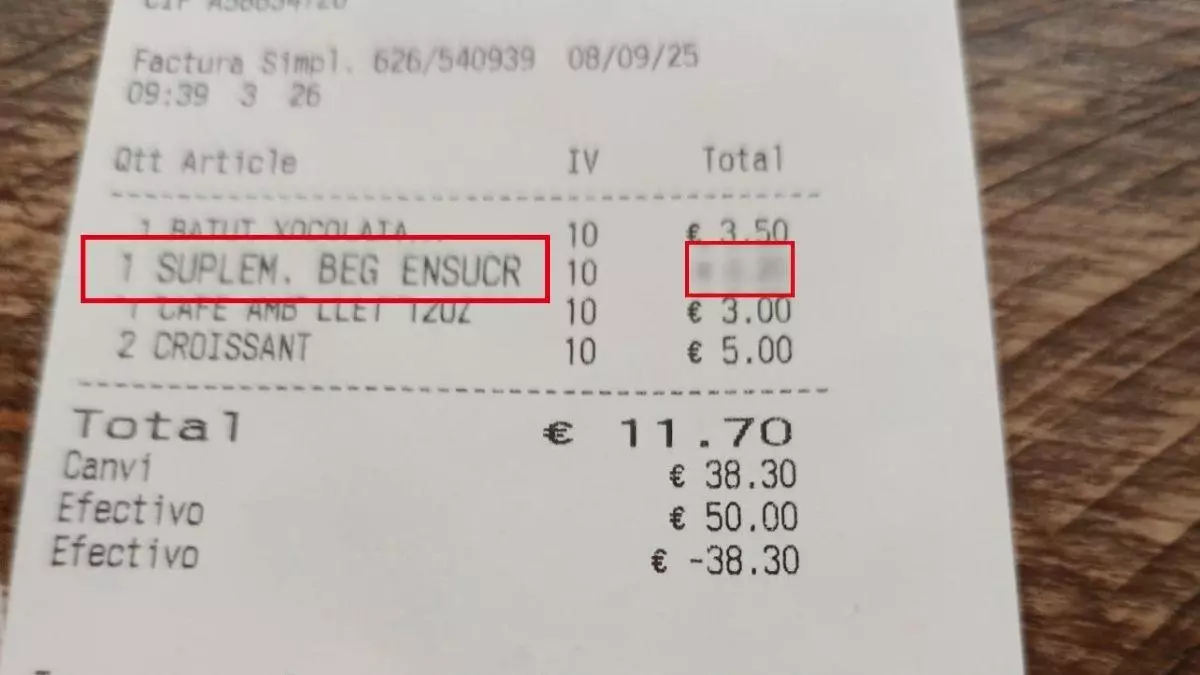 Factura Simpl. 626/540939 08/09/25
09:39 3 26
Qtt Article IV Total
1 BATUT XOCOLATA... 10 € 3.50
1 SUPLEM. BEG ENSUCR 10
1 CAFE AMB LLET 12OZ 10 € 3.00
2 CROISSANT 10 € 5.00
Total € 11.70
Canvi € 38.30
Efectivo € 50.00
Efectivo € -38.30